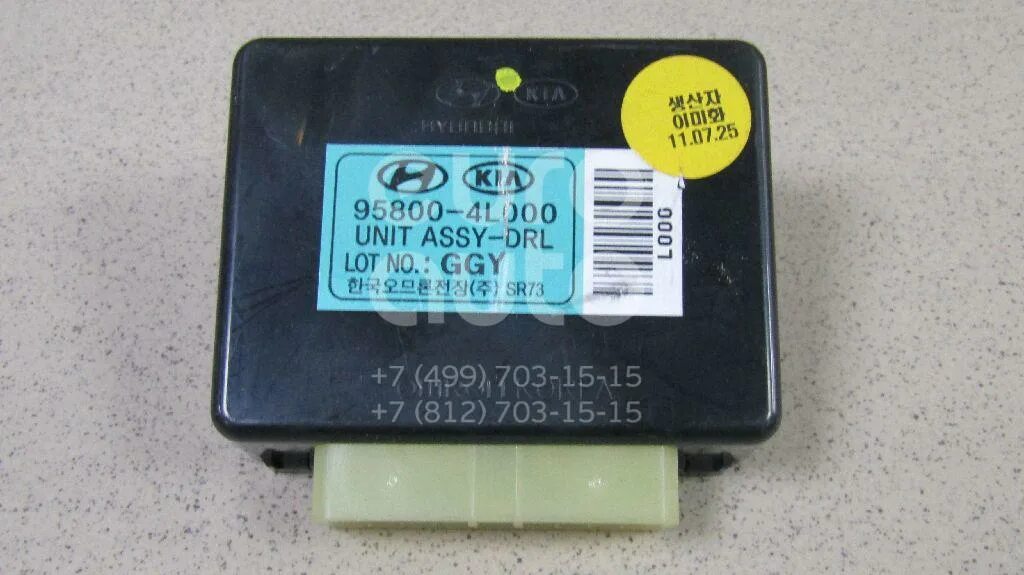 KIA
HYUNDAI
생산자
이미화
11.07.25
KIA
95800-4L000
UNIT ASSY-DRL
LOT NO.: GGY
한국오므론전장(주) SR73
L000
+7 (499) 703-15-15
KOREA
+7 (812) 703-15-15